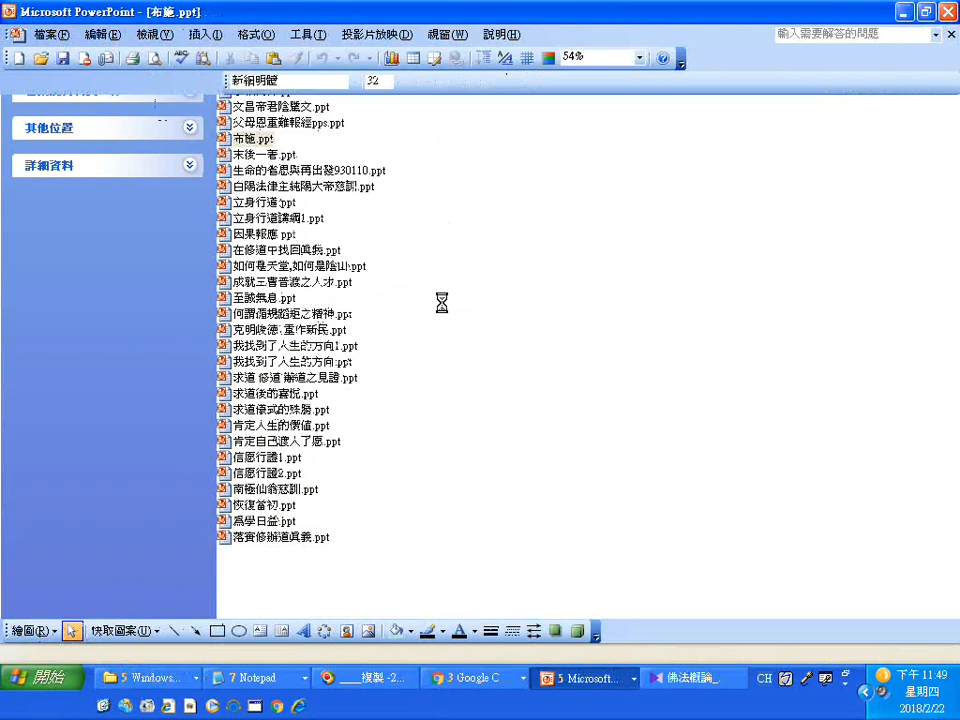 Microsoft PowerPoint - [布施.ppt]
檔案(F) 編輯(E) 檢視(V) 插入(I) 格式(O) 工具(T) 投影片放映(D) 視窗(W) 說明(H) 輸入需要解答的問題
54%
新細明體 32
文昌帝君陰騭文.ppt
父母恩重難報經pps.ppt
其他位置
布施.ppt
末後一著.ppt
詳細資料
生命的省思與再出發930110.ppt
白陽法律主純陽大帝慈訓.ppt
立身行道.ppt
立身行道講綱1.ppt
因果報應.ppt
在修道中找回真我.ppt
如何是天堂,如何是陰山.ppt
成就三曹普渡之人才.ppt
至誠無息.ppt
何謂循規蹈矩之精神.ppt
克明峻德,重作新民.ppt
我找到了人生的方向1.ppt
我找到了人生的方向.ppt
求道 修道 辦道之見證.ppt
求道後的喜悅.ppt
求道儀式的殊勝.ppt
肯定人生的價值.ppt
肯定自己渡人了愿.ppt
信愿行證1.ppt
信愿行證2.ppt
南極仙翁慈訓.ppt
恢復當初.ppt
為學日益.ppt
落實修辦道真義.ppt
繪圖(R) 快取圖案(U)
開始 5 Windows... 7 Notepad ____複製 -2... 3 Google C 5 Microsoft... 佛法概論_... CH 下午 11:49
星期四
2018/2/22